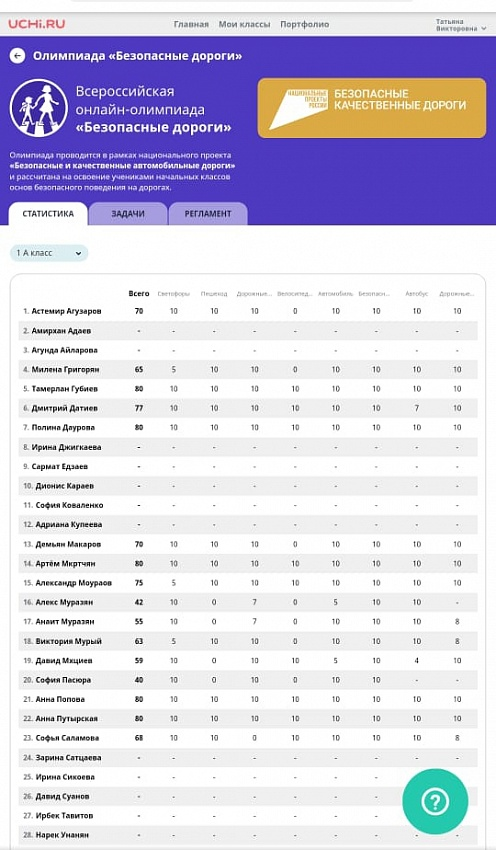 UCHi.RU Главная Мои классы Портфолио Татьяна
Викторовна
Олимпиада «Безопасные дороги»
Всероссийская
онлайн-олимпиада
«Безопасные дороги»
НАЦИОНАЛЬНЫЕ
ПРОЕКТЫ
РОССИИ
БЕЗОПАСНЫЕ
КАЧЕСТВЕННЫЕ ДОРОГИ
Олимпиада проводится в рамках национального проекта
«Безопасные и качественные автомобильные дороги»
и рассчитана на освоение учениками начальных классов
основ безопасного поведения на дорогах.
СТАТИСТИКА ЗАДАЧИ РЕГЛАМЕНТ
1 А класс
Всего Светофоры Пешеход Дорожные... Велосипед... Автомобиль Безопасн... Автобус Дорожные...
1. Астемир Агузаров 70 10 10 10 0 10 10 10 10
2. Амирхан Адаев - - - - - - - - -
3. Агунда Айларова - - - - - - - - -
4. Милена Григорян 65 5 10 10 0 10 10 10 10
5. Тамерлан Губиев 80 10 10 10 10 10 10 10 10
6. Дмитрий Датиев 77 10 10 10 10 10 10 7 10
7. Полина Даурова 80 10 10 10 10 10 10 10 10
8. Ирина Джигкаева - - - - - - - - -
9. Сармат Едзаев - - - - - - - - -
10. Дионис Караев - - - - - - - - -
11. София Коваленко - - - - - - - - -
12. Адриана Купеева - - - - - - - - -
13. Демьян Макаров 70 10 10 10 0 10 10 10 10
14. Артём Мкртчян 80 10 10 10 10 10 10 10 10
15. Александр Моураов 75 5 10 10 10 10 10 10 10
16. Алекс Муразян 42 10 0 7 0 5 10 10 -
17. Анаит Муразян 55 10 0 7 0 10 10 10 8
18. Виктория Мурый 63 5 10 10 0 10 10 10 8
19. Давид Мхциев 59 10 0 10 10 5 10 4 10
20. София Пасюра 40 10 0 10 0 10 10 - -
21. Анна Попова 80 10 10 10 10 10 10 10 10
22. Анна Путырская 80 10 10 10 10 10 10 10 10
23. Софья Саламова 68 10 10 0 10 10 10 10 8
24. Зарина Сатцаева - - - - - - -
25. Ирина Сикоева - - - - - - -
26. Давид Суанов - - - - - - -
27. Ирбек Тавитов - - - - - - -
28. Нарек Унанян - - - - - - - - -
?